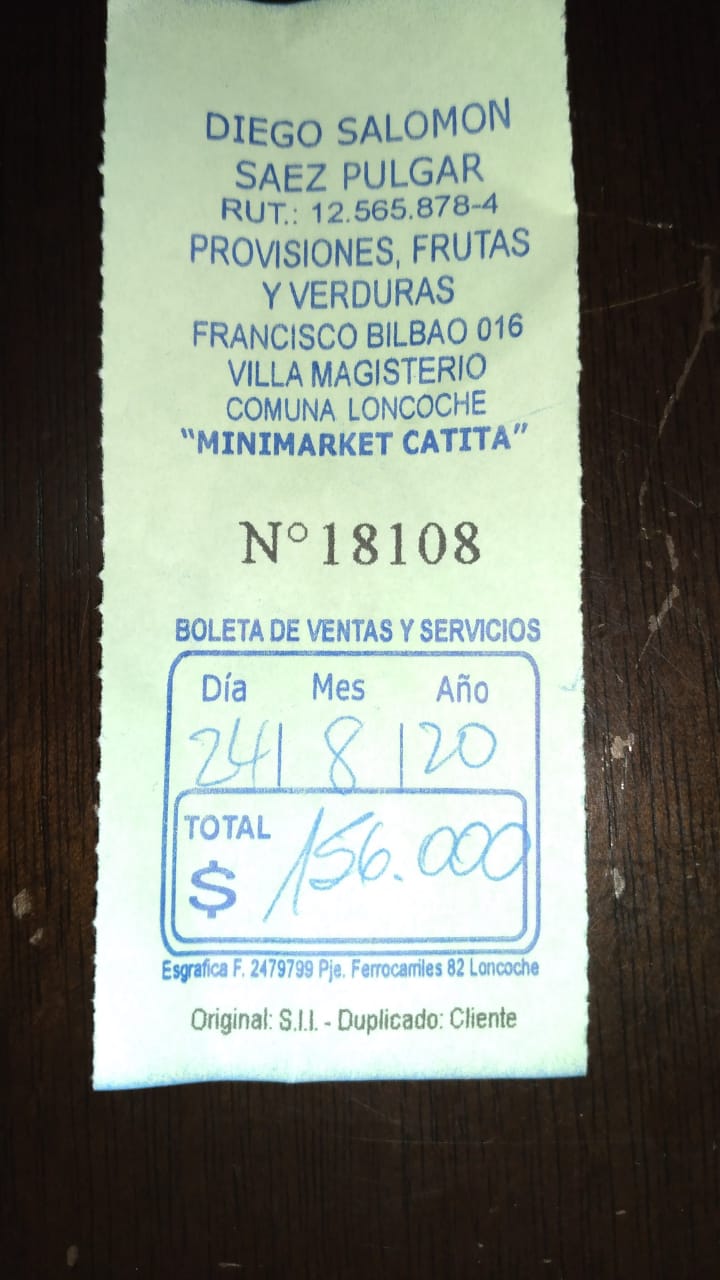 DIEGO SALOMON
SAEZ PULGAR
RUT.: 12.565.878-4
PROVISIONES, FRUTAS
Y VERDURAS
FRANCISCO BILBAO 016
VILLA MAGISTERIO
COMUNA LONCOCHE
"MINIMARKET CATITA"
N° 18108
BOLETA DE VENTAS Y SERVICIOS
Día Mes Año
24 | 8 | 20
TOTAL
$ 156.000
Esgrafica F. 2479799 Pje. Ferrocarriles 82 Loncoche
Original: S.I.I. - Duplicado: Cliente